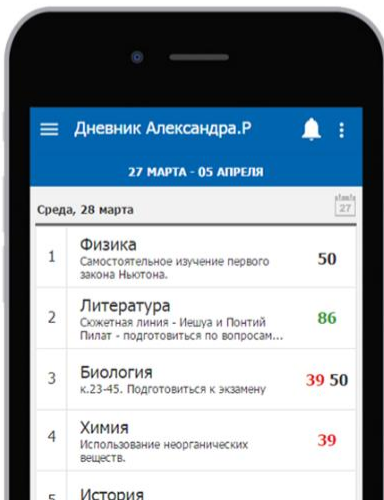 Дневник Александра.Р
27 МАРТА - 05 АПРЕЛЯ
Среда, 28 марта
27
1
Физика
Самостоятельное изучение первого
закона Ньютона.
50
2
Литература
Сюжетная линия - Иешуа и Понтий
Пилат - подготовиться по вопросам...
86
3
Биология
к.23-45. Подготовиться к экзамену
39 50
4
Химия
Использование неорганических
веществ.
39
5
История